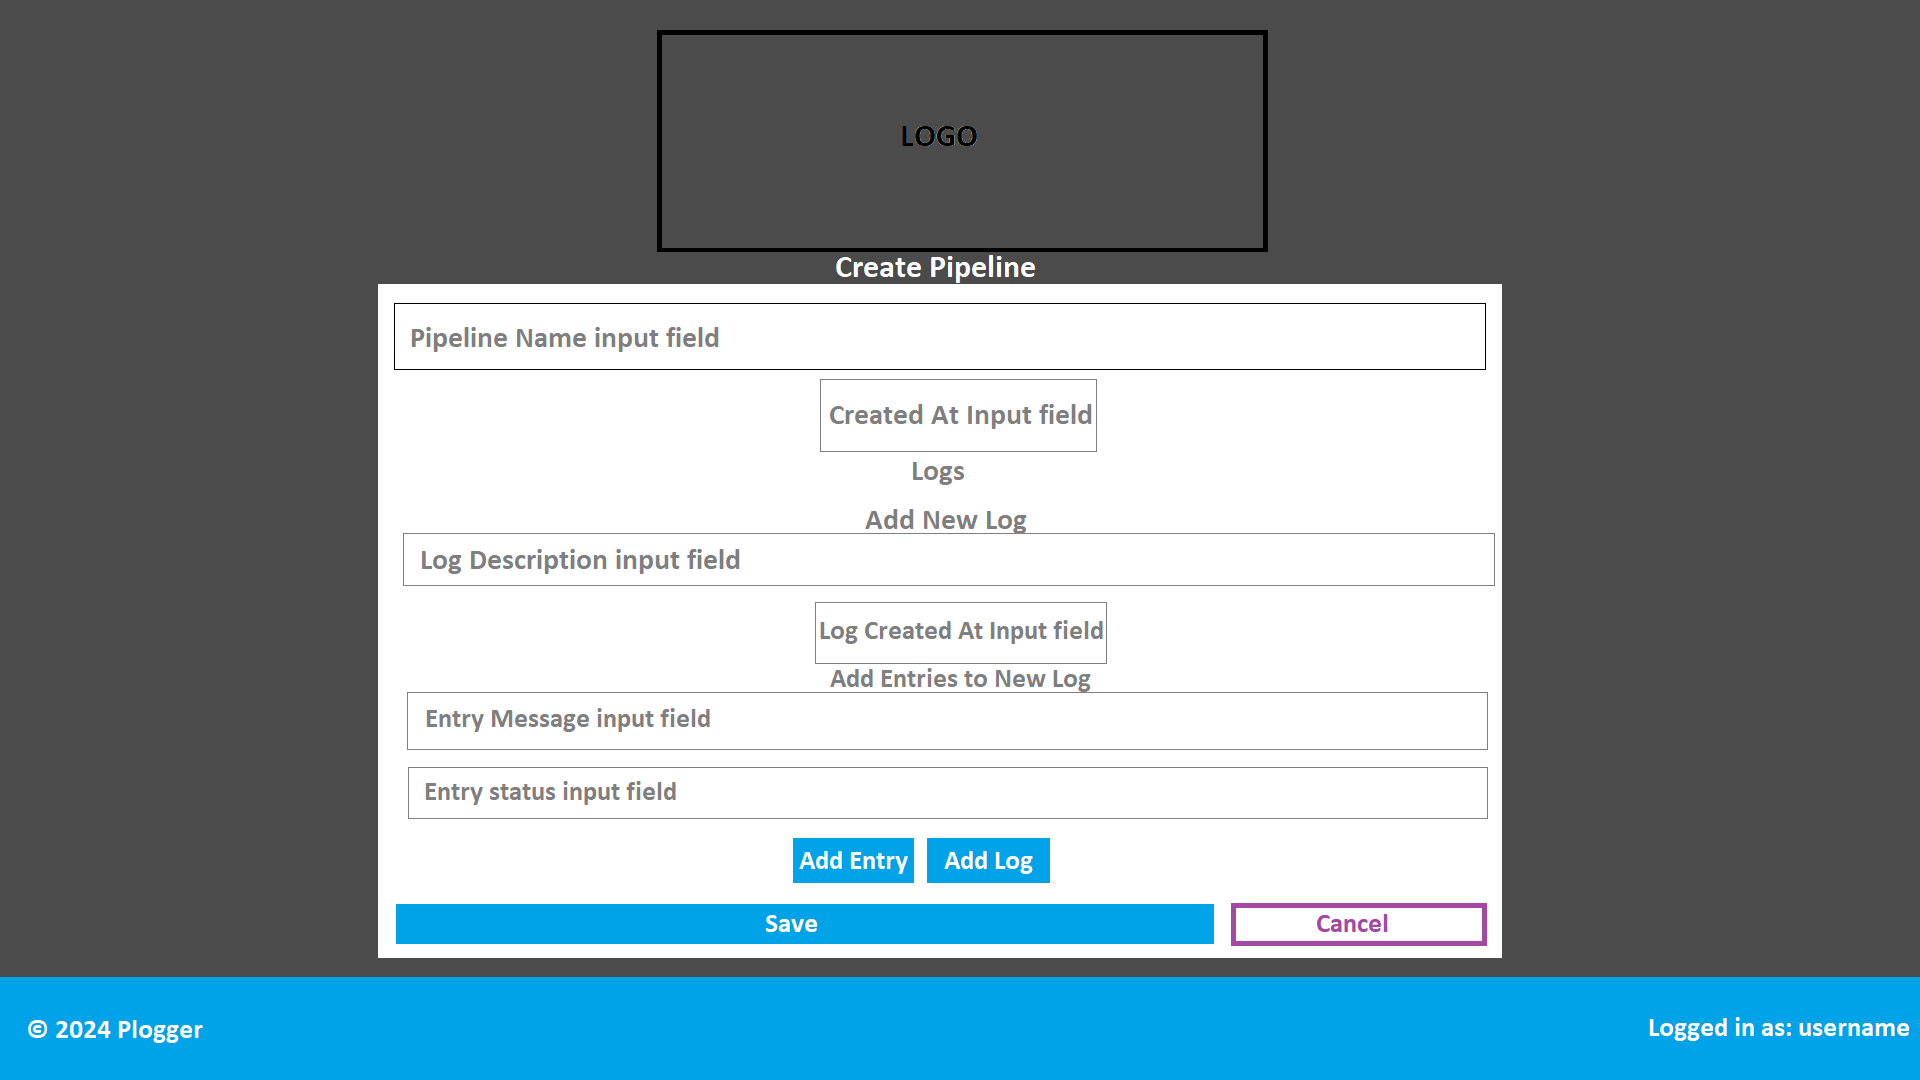 LOGO
Create Pipeline
Pipeline Name input field
Created At Input field
Logs
Add New Log
Log Description input field
Log Created At Input field
Add Entries to New Log
Entry Message input field
Entry status input field
Add Entry
Add Log
Save
Cancel
© 2024 Plogger
Logged in as: username